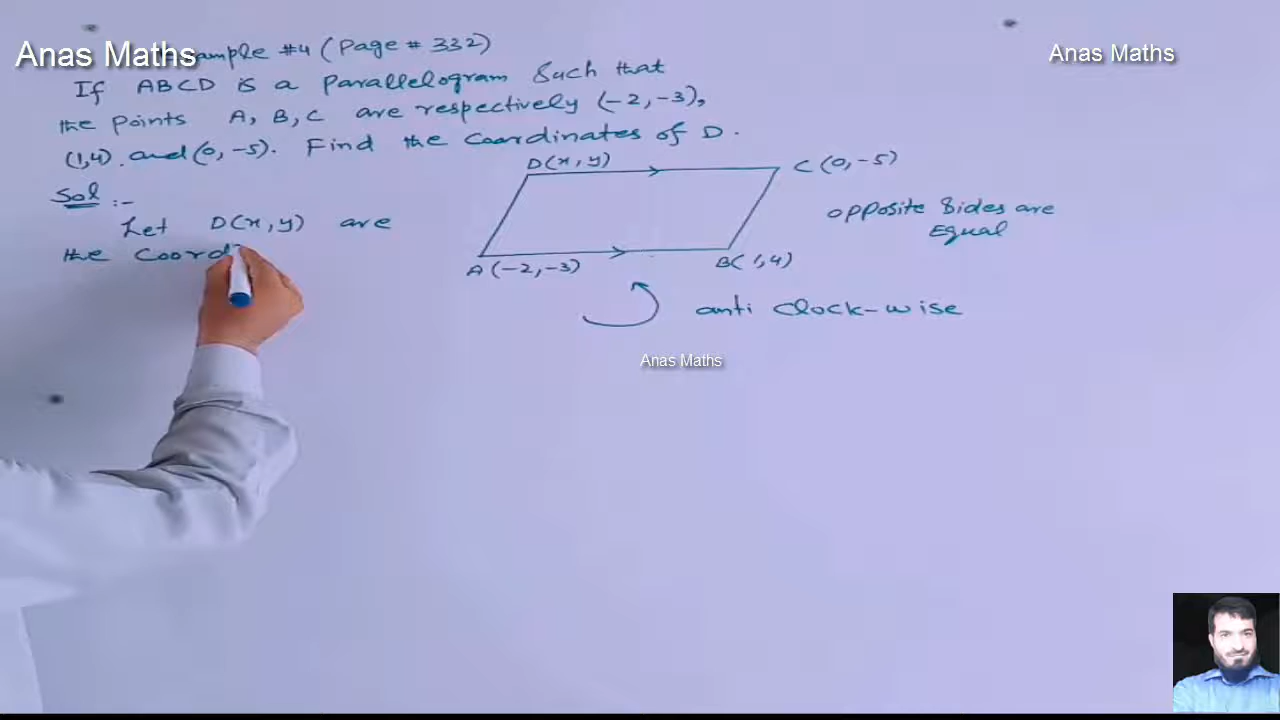 Anas Maths
Anas Maths
ample #4 (Page # 332)
If ABCD is a parallelogram Such that
the points A, B, C are respectively (-2, -3),
(1,4) and (0, -5). Find the Coordinates of D.
Sol :-
Let D(x, y) are
the Coordi
D(x, y)
C (0, -5)
A (-2, -3)
B( 1, 4)
opposite Sides are
Equal
anti Clock-wise
Anas Maths